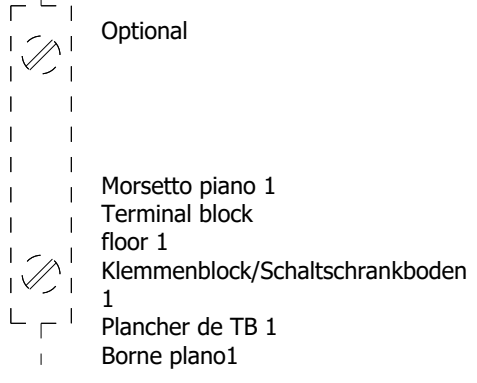 Optional
Morsetto piano 1
Terminal block
floor 1
Klemmenblock/Schaltschrankboden
1
Plancher de TB 1
Borne plano1